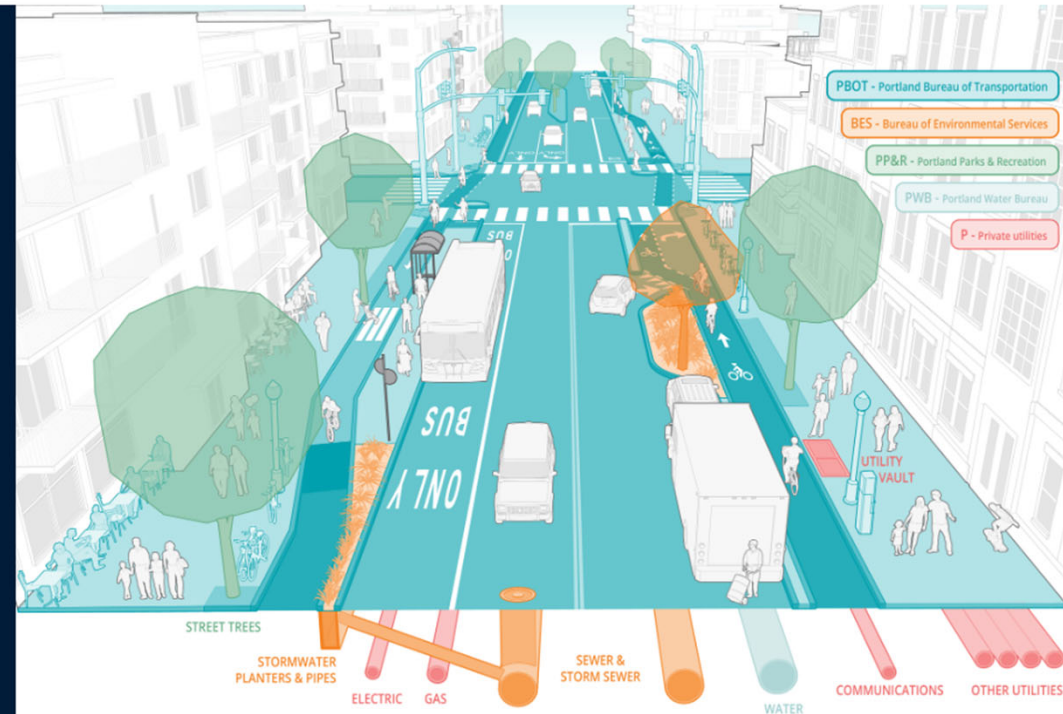 PBOT - Portland Bureau of Transportation
BES - Bureau of Environmental Services
PP&R - Portland Parks & Recreation
PWB - Portland Water Bureau
P - Private utilities
BUS
BUS
ONLY
UTILITY
VAULT
STREET TREES
STORMWATER
PLANTERS & PIPES
ELECTRIC
GAS
SEWER &
STORM SEWER
WATER
COMMUNICATIONS
OTHER UTILITIES